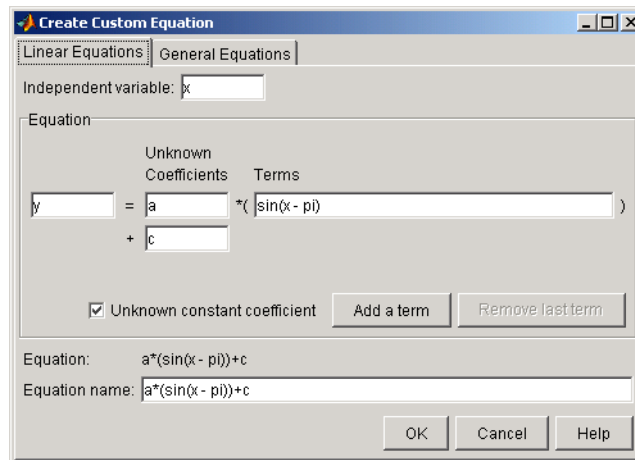 Create Custom Equation
Linear Equations General Equations
Independent variable: x
Equation
Unknown
Coefficients Terms
y = a *( sin(x - pi) )
+ c
Unknown constant coefficient Add a term Remove last term
Equation: a*(sin(x - pi))+c
Equation name: a*(sin(x - pi))+c
OK Cancel Help